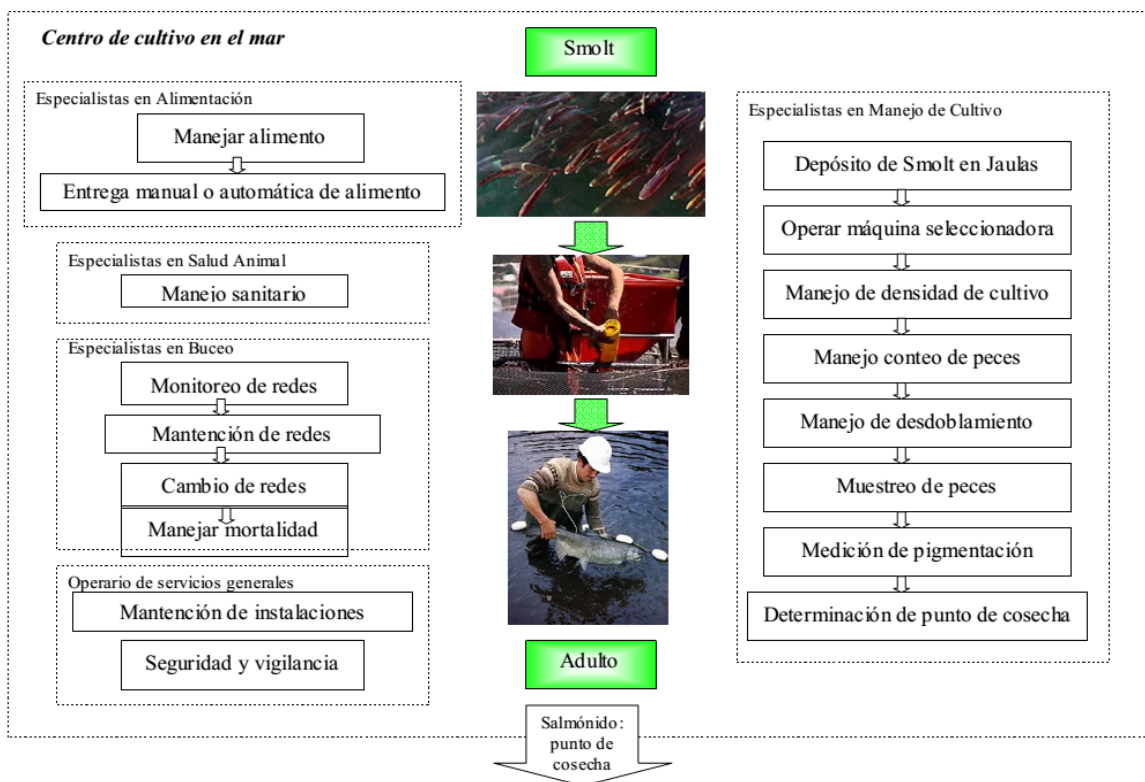 Centro de cultivo en el mar
Smolt
Especialistas en Alimentación
Manejar alimento
Entrega manual o automática de alimento
Especialistas en Salud Animal
Manejo sanitario
Especialistas en Buceo
Monitoreo de redes
Mantención de redes
Cambio de redes
Manejar mortalidad
Operario de servicios generales
Mantención de instalaciones
Seguridad y vigilancia
Especialistas en Manejo de Cultivo
Depósito de Smolt en Jaulas
Operar máquina seleccionadora
Manejo de densidad de cultivo
Manejo conteo de peces
Manejo de desdoblamiento
Muestreo de peces
Medición de pigmentación
Determinación de punto de cosecha
Adulto
Salmónido:
punto de
cosecha